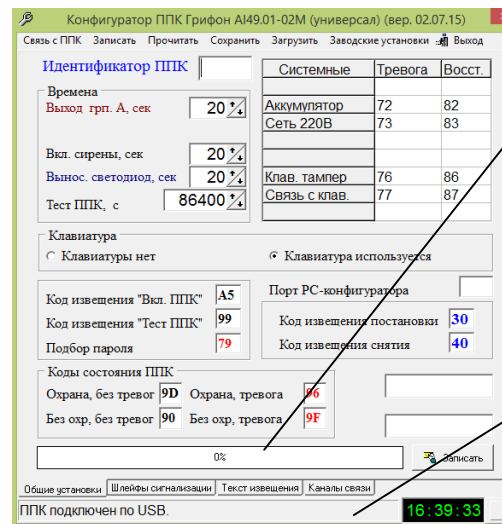 Конфигуратор ППК Грифон AI49.01-02М (универсал) (вер. 02.07.15)
Связь с ППК Записать Прочитать Сохранить Загрузить Заводские установки Выход
Идентификатор ППК
Системные Тревога Восст.
Времена
Выход грп. А, сек 20
Аккумулятор 72 82
Сеть 220В 73 83
Вкл. сирены, сек 20
Вынос. светодиод, сек 20
Клав. тампер 76 86
Тест ППК, с 86400
Связь с клав. 77 87
Клавиатура
Клавиатуры нет Клавиатура используется
Порт РС-конфигуратора
Код извещения "Вкл. ППК" A5
Код извещения "Тест ППК" 99
Подбор пароля 79
Код извещения постановки 30
Код извещения снятия 40
Коды состояния ППК
Охрана, без тревог 9D Охрана, тревога 96
Без охр, без тревог 90 Без охр, тревога 9F
0%
Записать
Общие установки Шлейфы сигнализации Текст извещения Каналы связи
ППК подключен по USB. 16:39:33